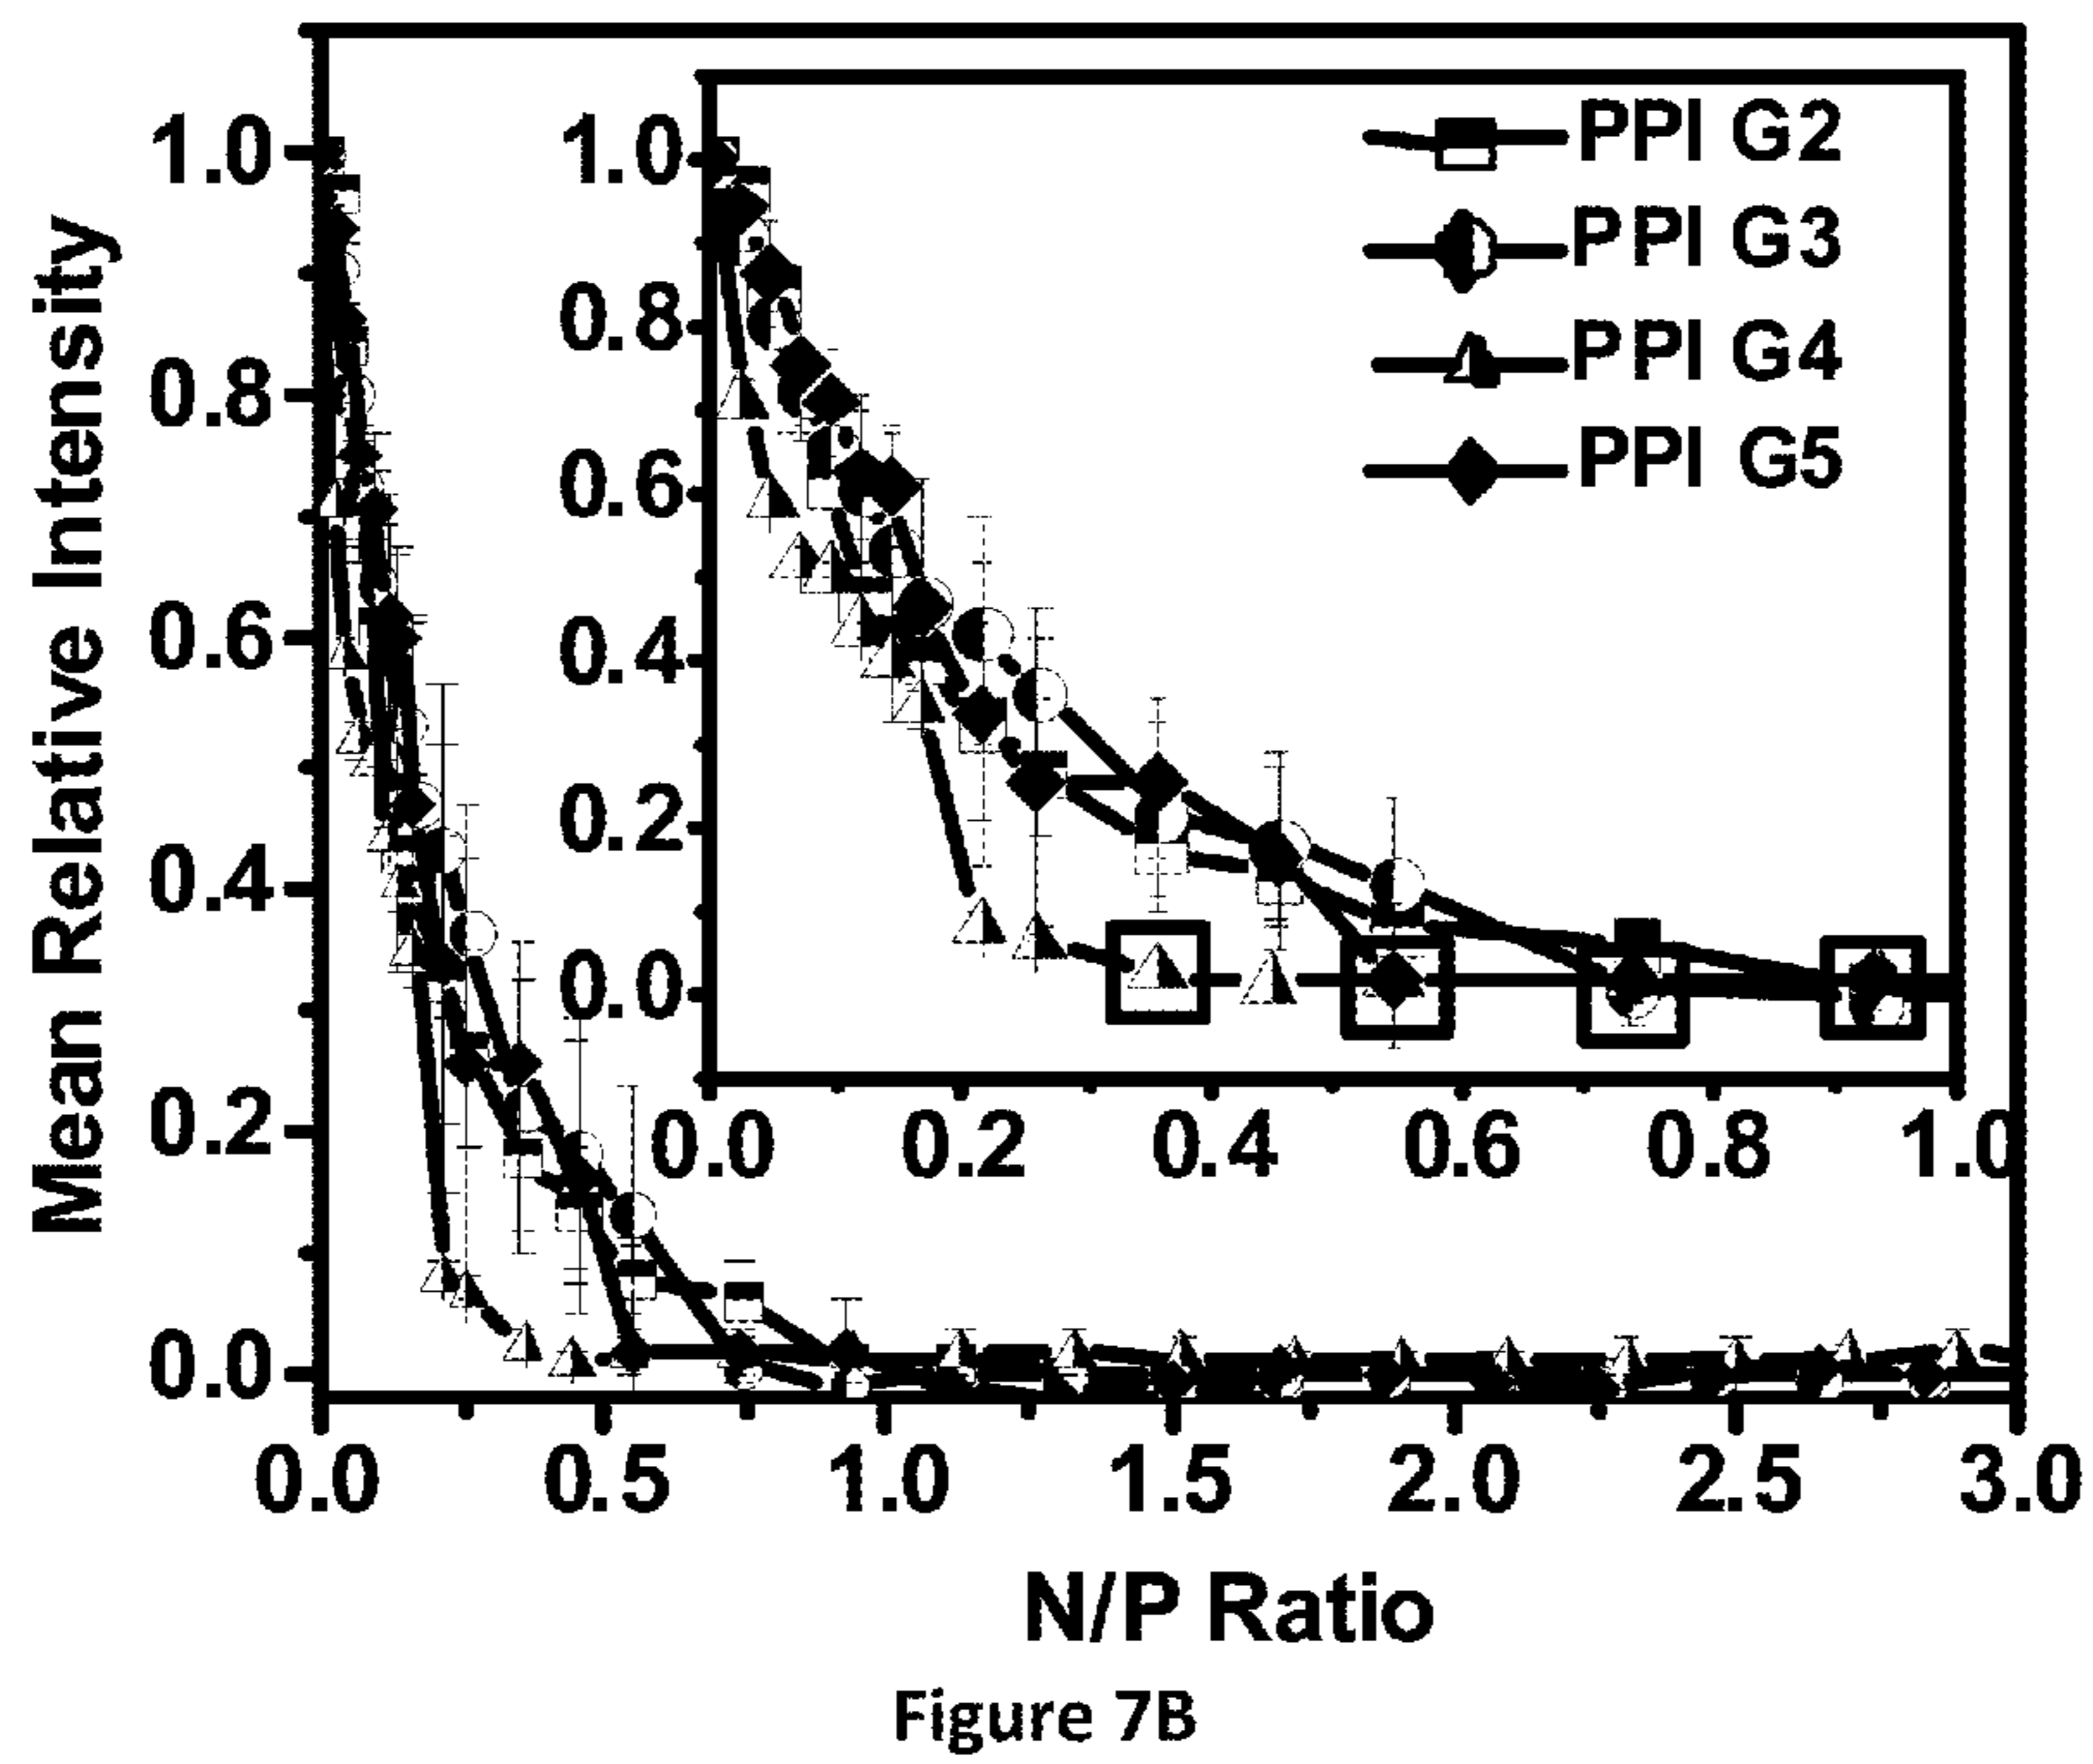 Mean Relative Intensity
1.0
0.8
0.6
0.4
0.2
0.0
1.0
0.8
0.6
0.4
0.2
0.0
PPI G2
PPI G3
PPI G4
PPI G5
0.0 0.2 0.4 0.6 0.8 1.0
0.0 0.5 1.0 1.5 2.0 2.5 3.0
N/P Ratio
Figure 7B